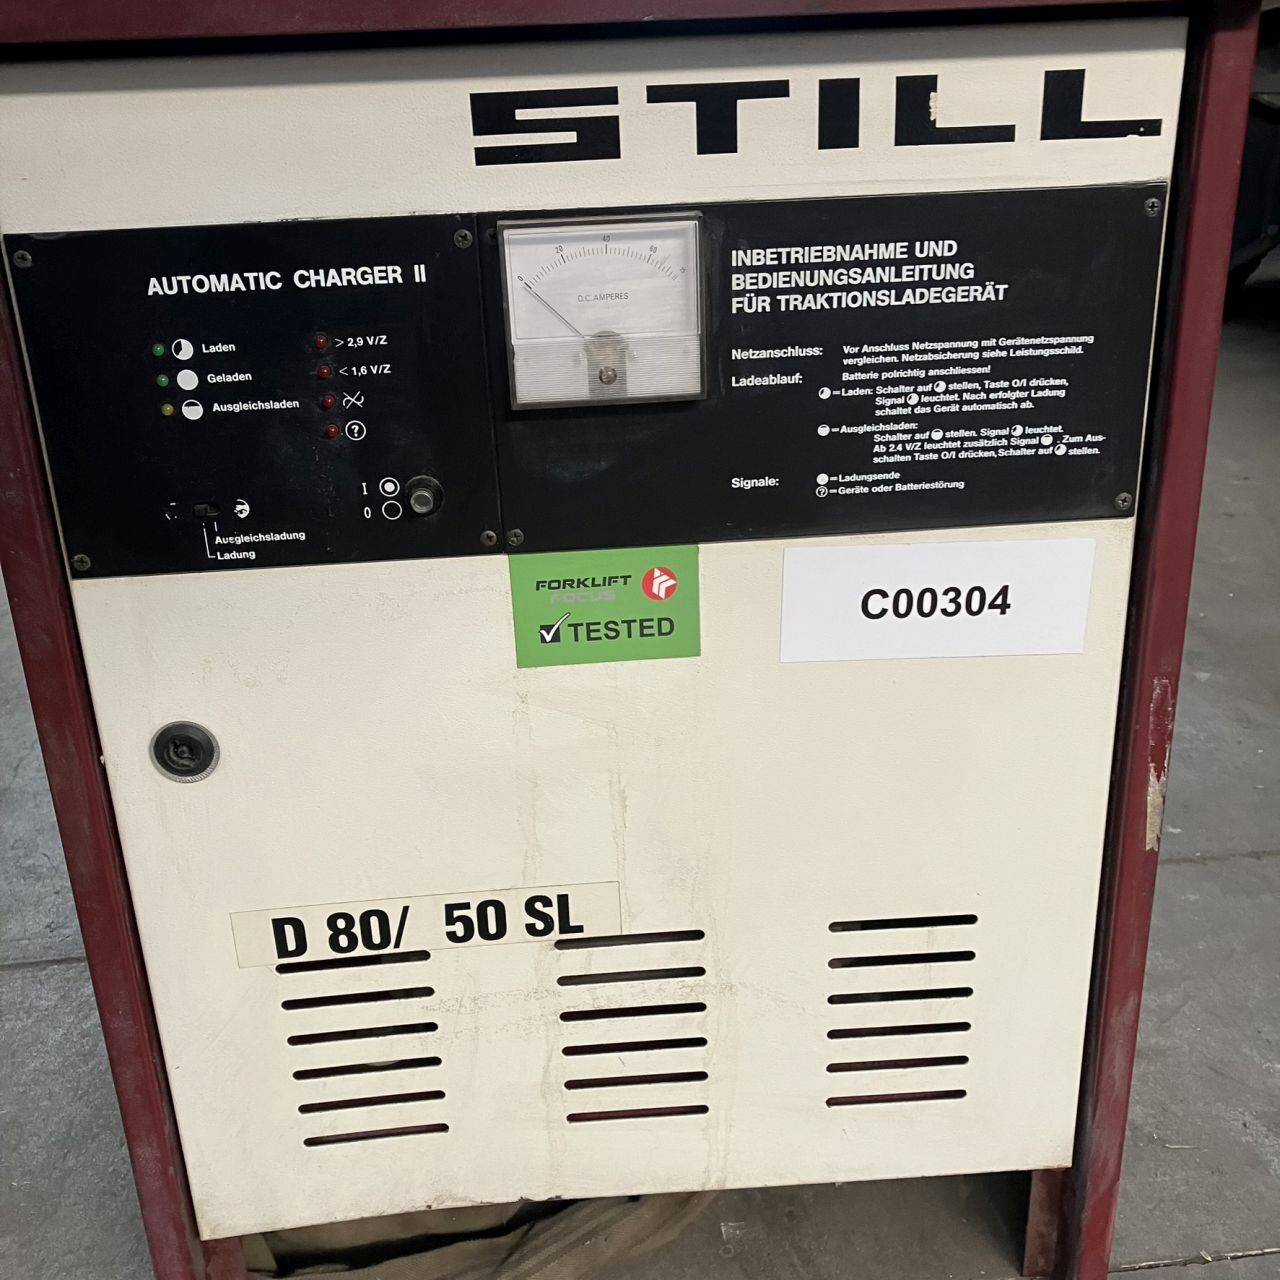 STILL
AUTOMATIC CHARGER II
Laden
Geladen
Ausgleichsladen
> 2,9 V/Z
< 1,6 V/Z
?
I
0
Ausgleichsladung
Ladung
0 20 40 60
D.C. AMPERES
INBETRIEBNAHME UND
BEDIENUNGSANLEITUNG
FÜR TRAKTIONSLADEGERÄT
Netzanschluss: Vor Anschluss Netzspannung mit Gerätenetzspannung
vergleichen. Netzabsicherung siehe Leistungsschild.
Ladeablauf: Batterie polrichtig anschliessen!
= Laden: Schalter auf stellen, Taste O/I drücken,
Signal leuchtet. Nach erfolgter Ladung
schaltet das Gerät automatisch ab.
= Ausgleichsladen:
Schalter auf stellen. Signal leuchtet.
Ab 2.4 V/Z leuchtet zusätzlich Signal . Zum Aus-
schalten Taste O/I drücken, Schalter auf stellen.
Signale: = Ladungsende
? = Geräte oder Batteriestörung
FORKLIFT
FOCUS
TESTED
C00304
D 80/ 50 SL